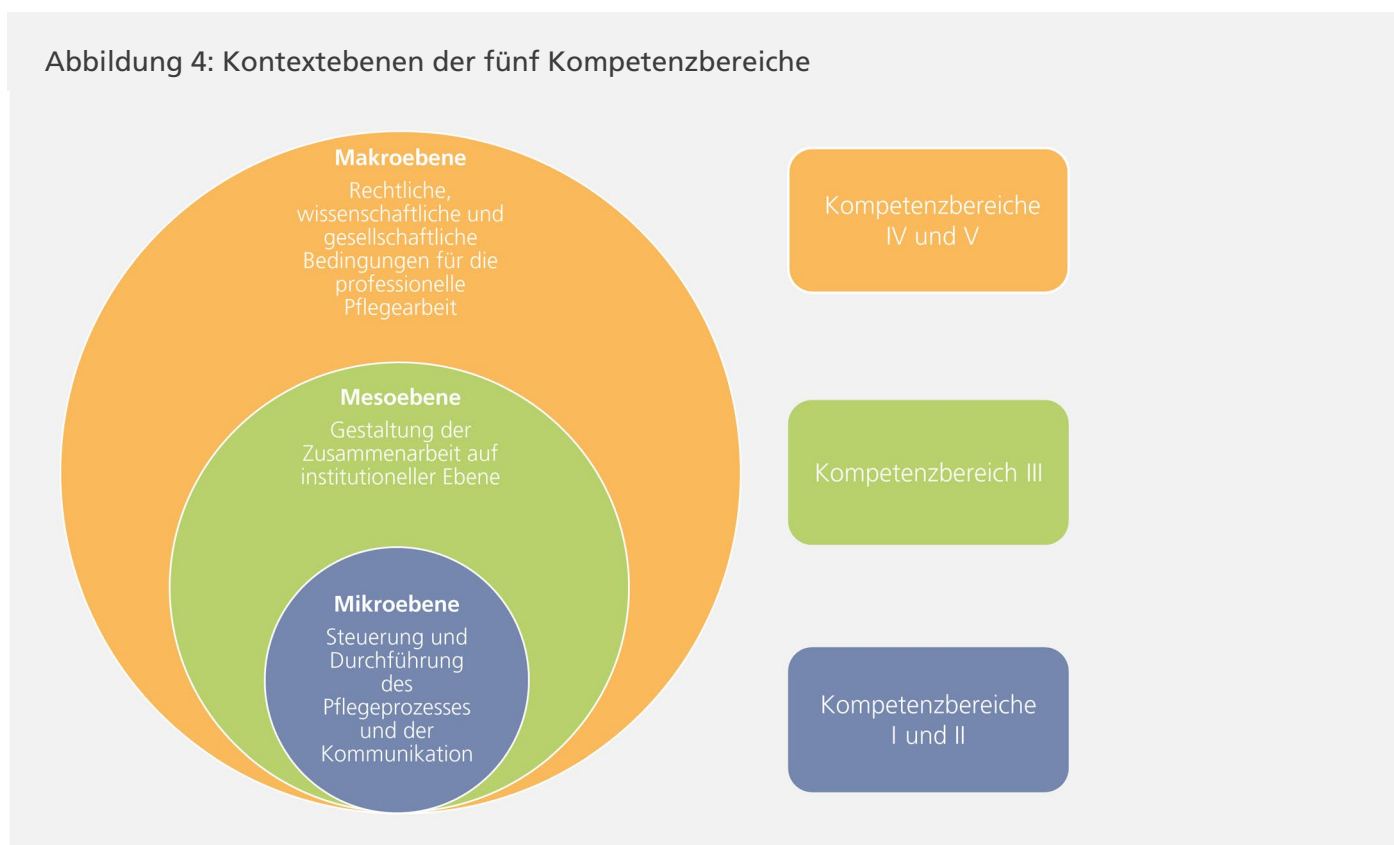 Abbildung 4: Kontextebenen der fünf Kompetenzbereiche
Makroebene
Rechtliche,
wissenschaftliche und
gesellschaftliche
Bedingungen für die
professionelle
Pflegearbeit
Kompetenzbereiche
IV und V
Mesoebene
Gestaltung der
Zusammenarbeit auf
institutioneller Ebene
Kompetenzbereich III
Mikroebene
Steuerung und
Durchführung
des
Pflegeprozesses
und der
Kommunikation
Kompetenzbereiche
I und II